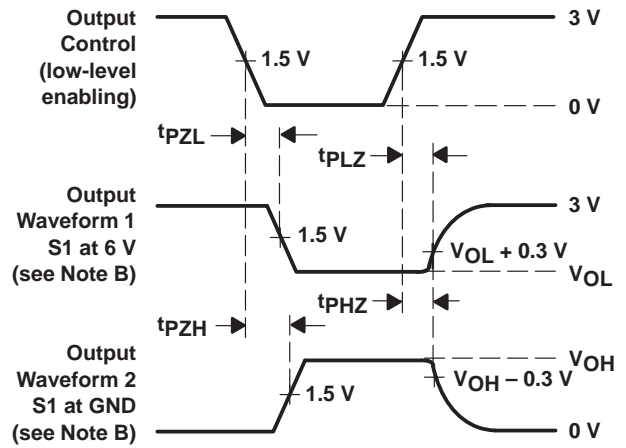 Output
Control
(low-level
enabling)
3 V
1.5 V
1.5 V
0 V
tPZL
tPLZ
Output
Waveform 1
S1 at 6 V
(see Note B)
3 V
1.5 V
VOL + 0.3 V
VOL
tPHZ
tPZH
Output
Waveform 2
S1 at GND
(see Note B)
VOH
VOH – 0.3 V
1.5 V
0 V